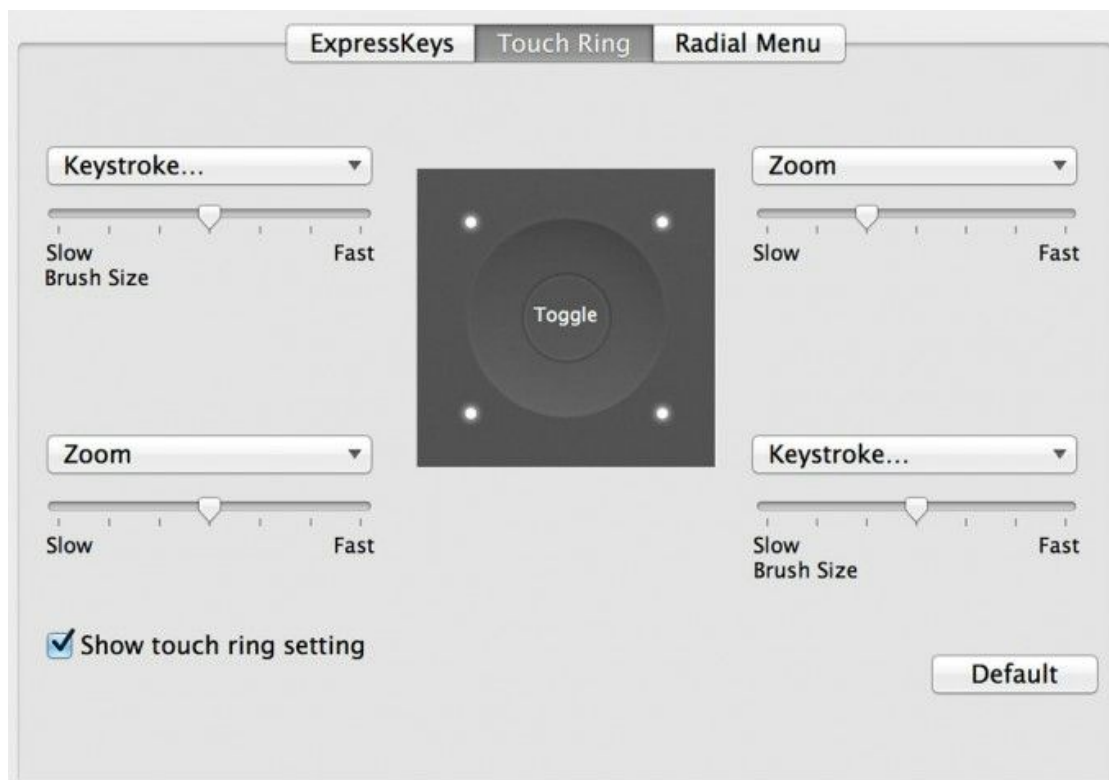 ExpressKeys Touch Ring Radial Menu
Keystroke... Zoom
Slow Fast Slow Fast
Brush Size
Toggle
Zoom Keystroke...
Slow Fast Slow Fast
Brush Size
Show touch ring setting
Default